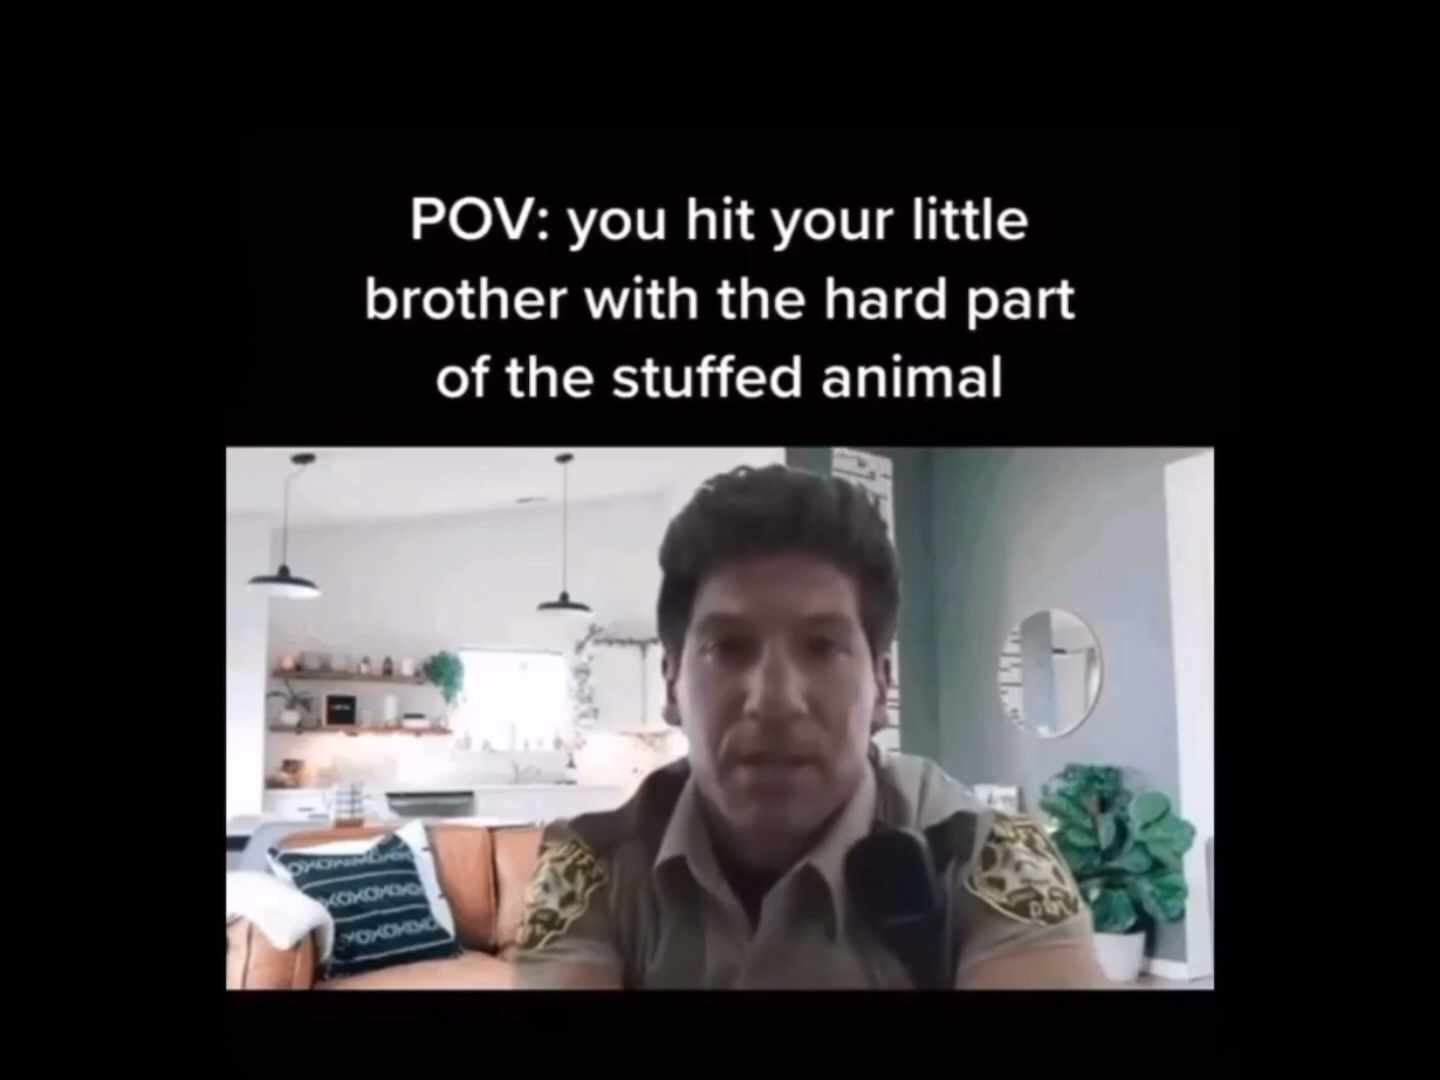 POV: you hit your little
brother with the hard part
of the stuffed animal